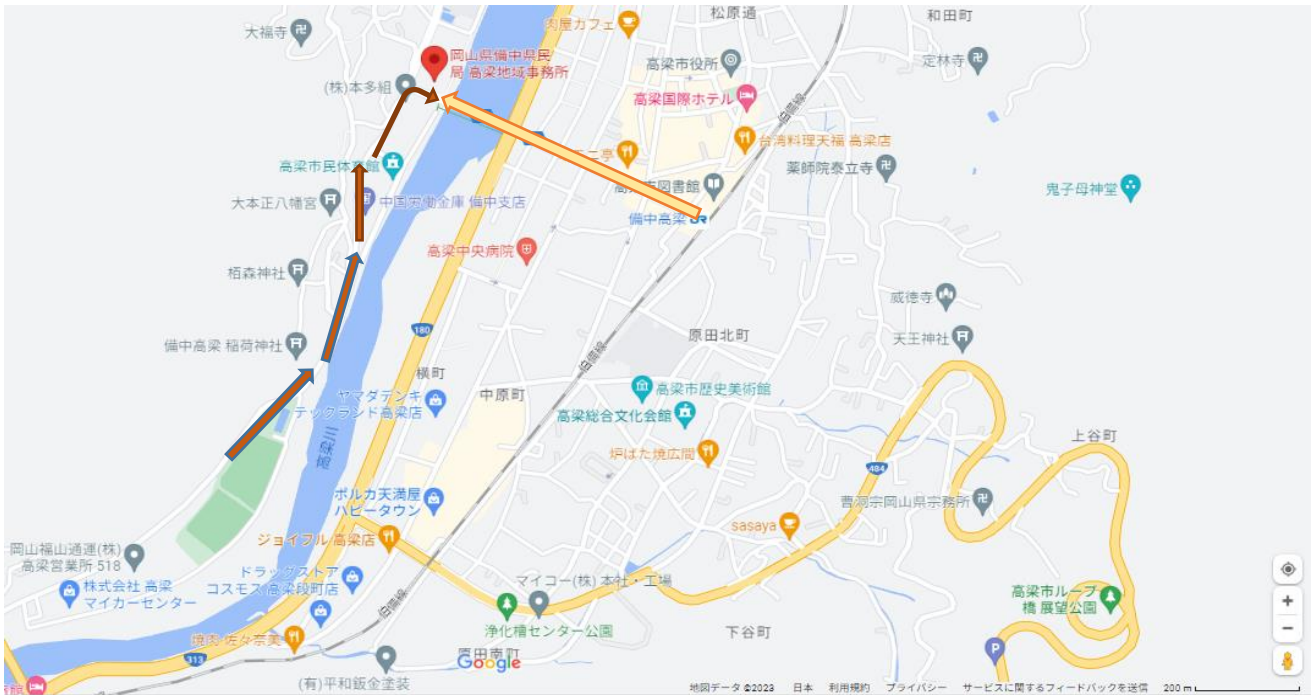 大福寺
肉屋カフェ
松原通
和田町
岡山県備中県民
局 高梁地域事務所
高梁市役所
定林寺
(株)本多組
高梁国際ホテル
伯備線
台湾料理天福 高梁店
高梁市民体育館
薬師院泰立寺
鬼子母神堂
大本正八幡宮
中国労働金庫 備中支店
備中高梁
高梁中央病院
栢森神社
威徳寺
180
原田北町
天王神社
備中高梁 稲荷神社
伯備線
横町
中原町
高梁市歴史美術館
ヤマダデンキ
テックランド高梁店
高梁総合文化会館
上谷町
炉ばた焼広間
484
ポルカ天満屋
ハピータウン
曹洞宗岡山県宗務所
sasaya
ジョイフル 高梁店
岡山福山通運(株)
高梁営業所 518
ドラッグストア
コスモス 高梁段町店
マイコー(株) 本社・工場
株式会社 高梁
マイカーセンター
高梁市ループ
橋 展望公園
伯備線
浄化槽センター公園
下谷町
焼肉 佐々奈美
313
原田南町
P
Google
(有)平和鈑金塗装
地図データ ©2023 日本 利用規約 プライバシー サービスに関するフィードバックを送信 200 m